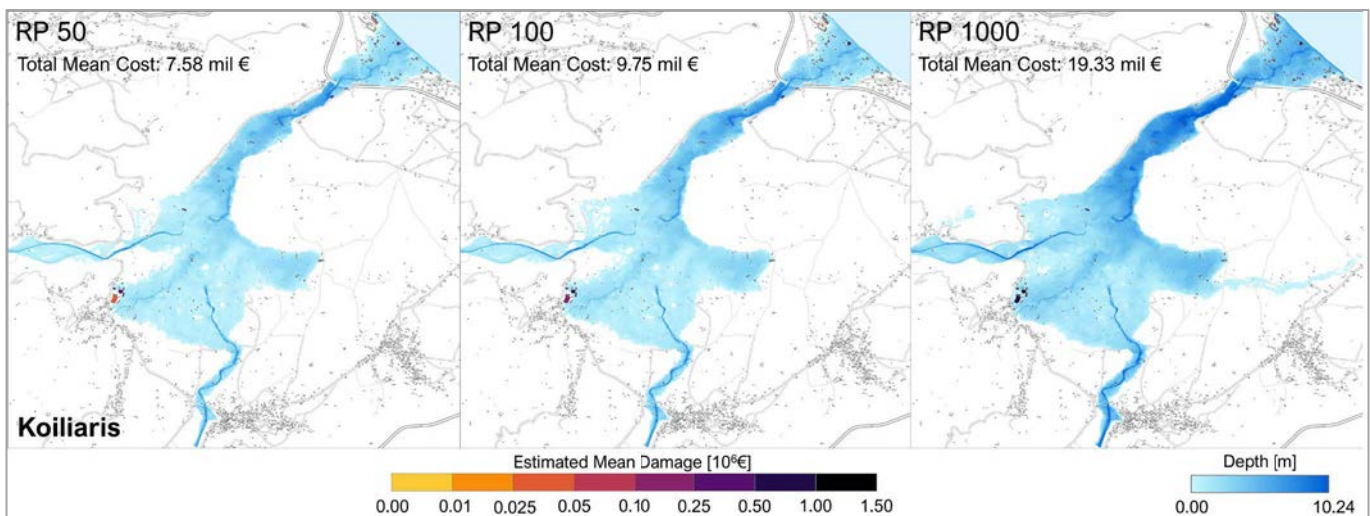 RP 50
Total Mean Cost: 7.58 mil €
RP 100
Total Mean Cost: 9.75 mil €
RP 1000
Total Mean Cost: 19.33 mil €
Koiliaris
Estimated Mean Damage [10⁶€]
0.00 0.01 0.025 0.05 0.10 0.25 0.50 1.00 1.50
Depth [m]
0.00 10.24